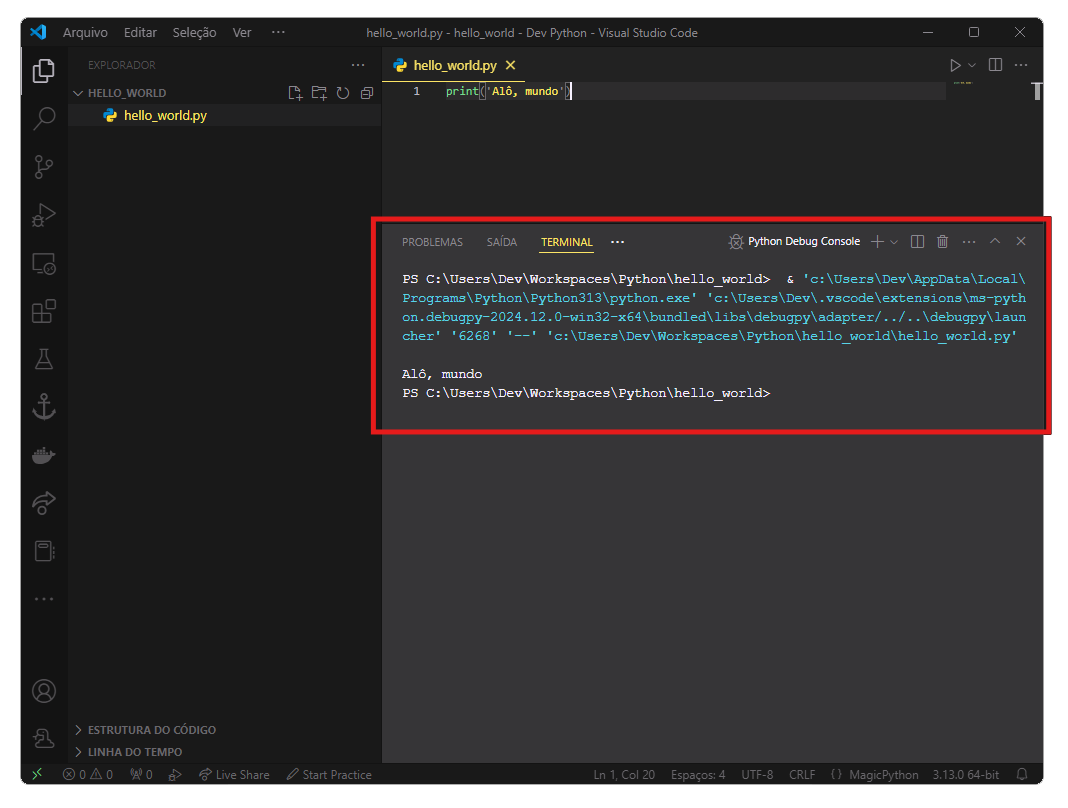 Arquivo Editar Seleção Ver ··· hello_world.py - hello_world - Dev Python - Visual Studio Code
EXPLORADOR ···
HELLO_WORLD
hello_world.py
hello_world.py
1 print('Alô, mundo')
PROBLEMAS SAÍDA TERMINAL ··· Python Debug Console
PS C:\Users\Dev\Workspaces\Python\hello_world>  & 'c:\Users\Dev\AppData\Local\
Programs\Python\Python313\python.exe' 'c:\Users\Dev\.vscode\extensions\ms-pyth
on.debugpy-2024.12.0-win32-x64\bundled\libs\debugpy\adapter/../..\debugpy\laun
cher' '6268' '--' 'c:\Users\Dev\Workspaces\Python\hello_world\hello_world.py'
Alô, mundo
PS C:\Users\Dev\Workspaces\Python\hello_world>
ESTRUTURA DO CÓDIGO
LINHA DO TEMPO
0 0 0 Live Share Start Practice Ln 1, Col 20 Espaços: 4 UTF-8 CRLF {} MagicPython 3.13.0 64-bit